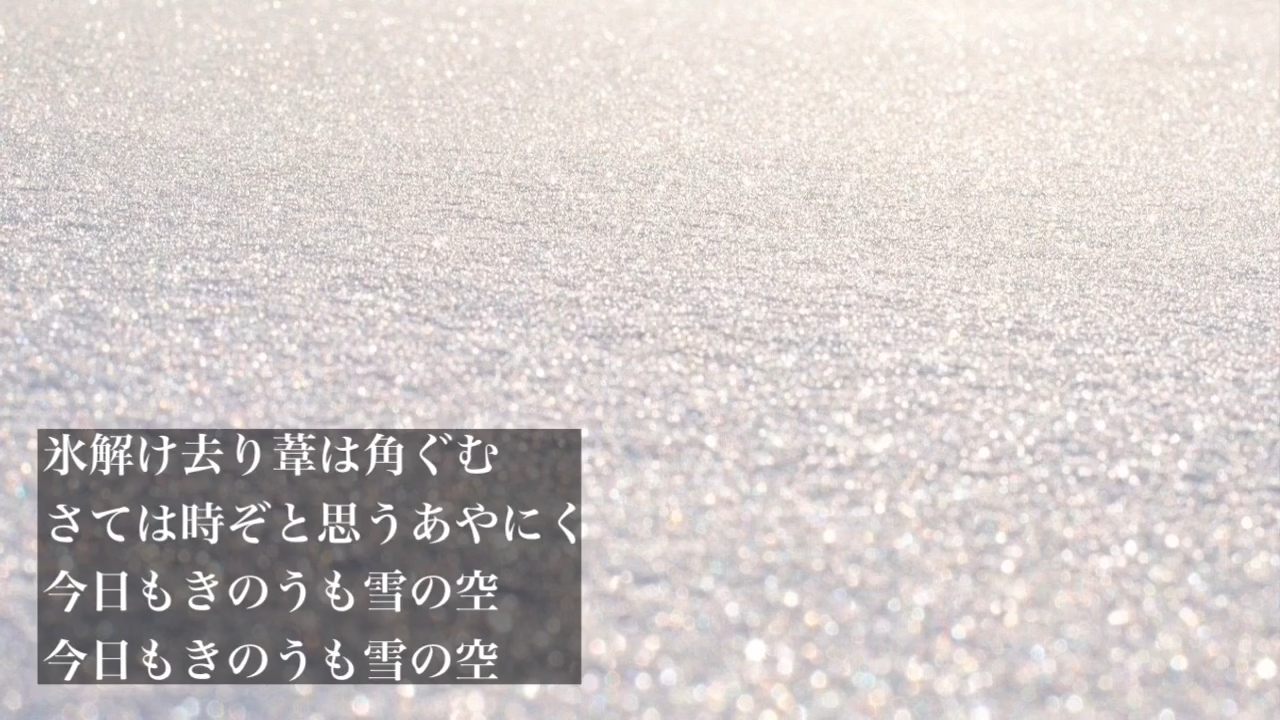 氷解け去り葦は角ぐむ
さては時ぞと思うあやにく
今日もきのうも雪の空
今日もきのうも雪の空